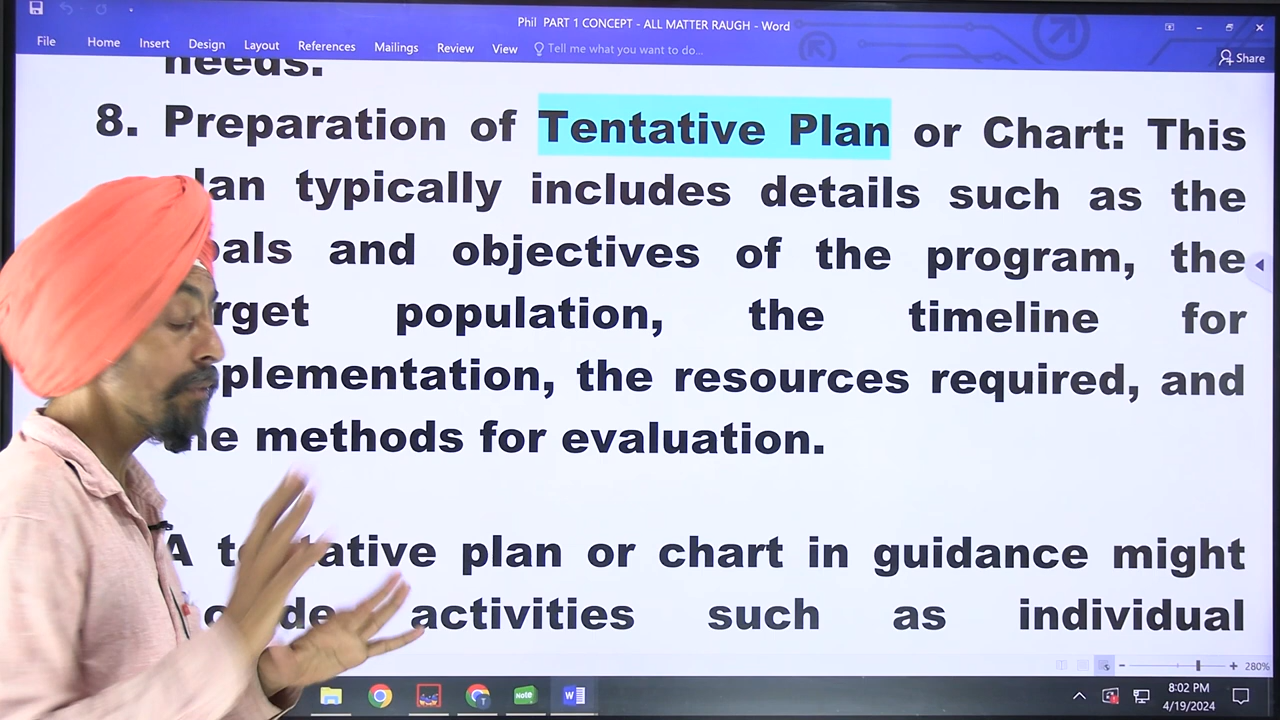 Phil PART 1 CONCEPT - ALL MATTER RAUGH - Word
File Home Insert Design Layout References Mailings Review View Tell me what you want to do...
Share
needs.
8. Preparation of Tentative Plan or Chart: This
lan typically includes details such as the
als and objectives of the program, the
rget population, the timeline for
plementation, the resources required, and
the methods for evaluation.
A tentative plan or chart in guidance might
activities such as individual
280%
Note
8:02 PM
4/19/2024